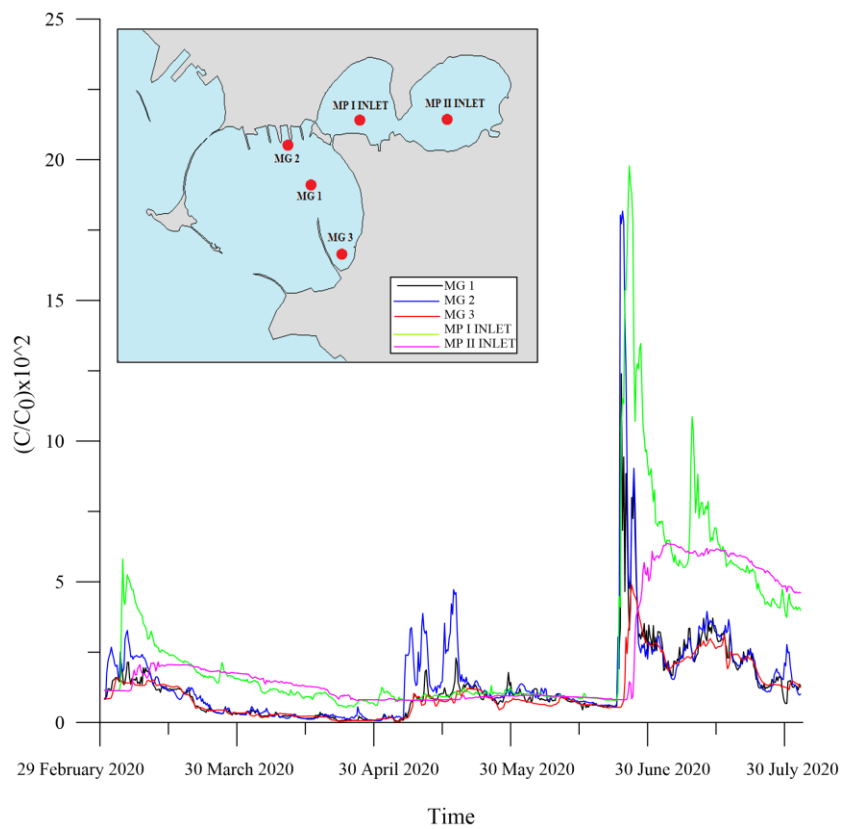 25
20
15
10
5
0
(C/C0)x10^2
MP I INLET
MP II INLET
MG 2
MG 1
MG 3
MG 1
MG 2
MG 3
MP I INLET
MP II INLET
29 February 2020 30 March 2020 30 April 2020 30 May 2020 30 June 2020 30 July 2020
Time